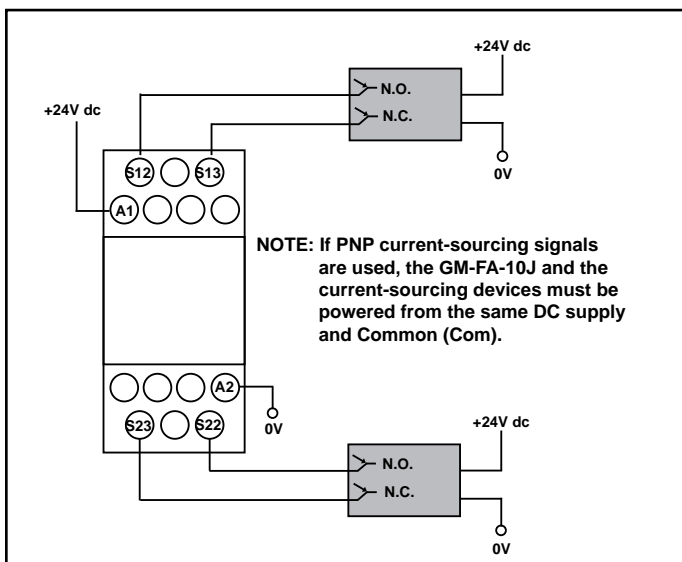 +24V dc
N.O.
N.C.
+24V dc
0V
S12
S13
A1
NOTE: If PNP current-sourcing signals
are used, the GM-FA-10J and the
current-sourcing devices must be
powered from the same DC supply
and Common (Com).
A2
0V
S23
S22
+24V dc
N.O.
N.C.
0V